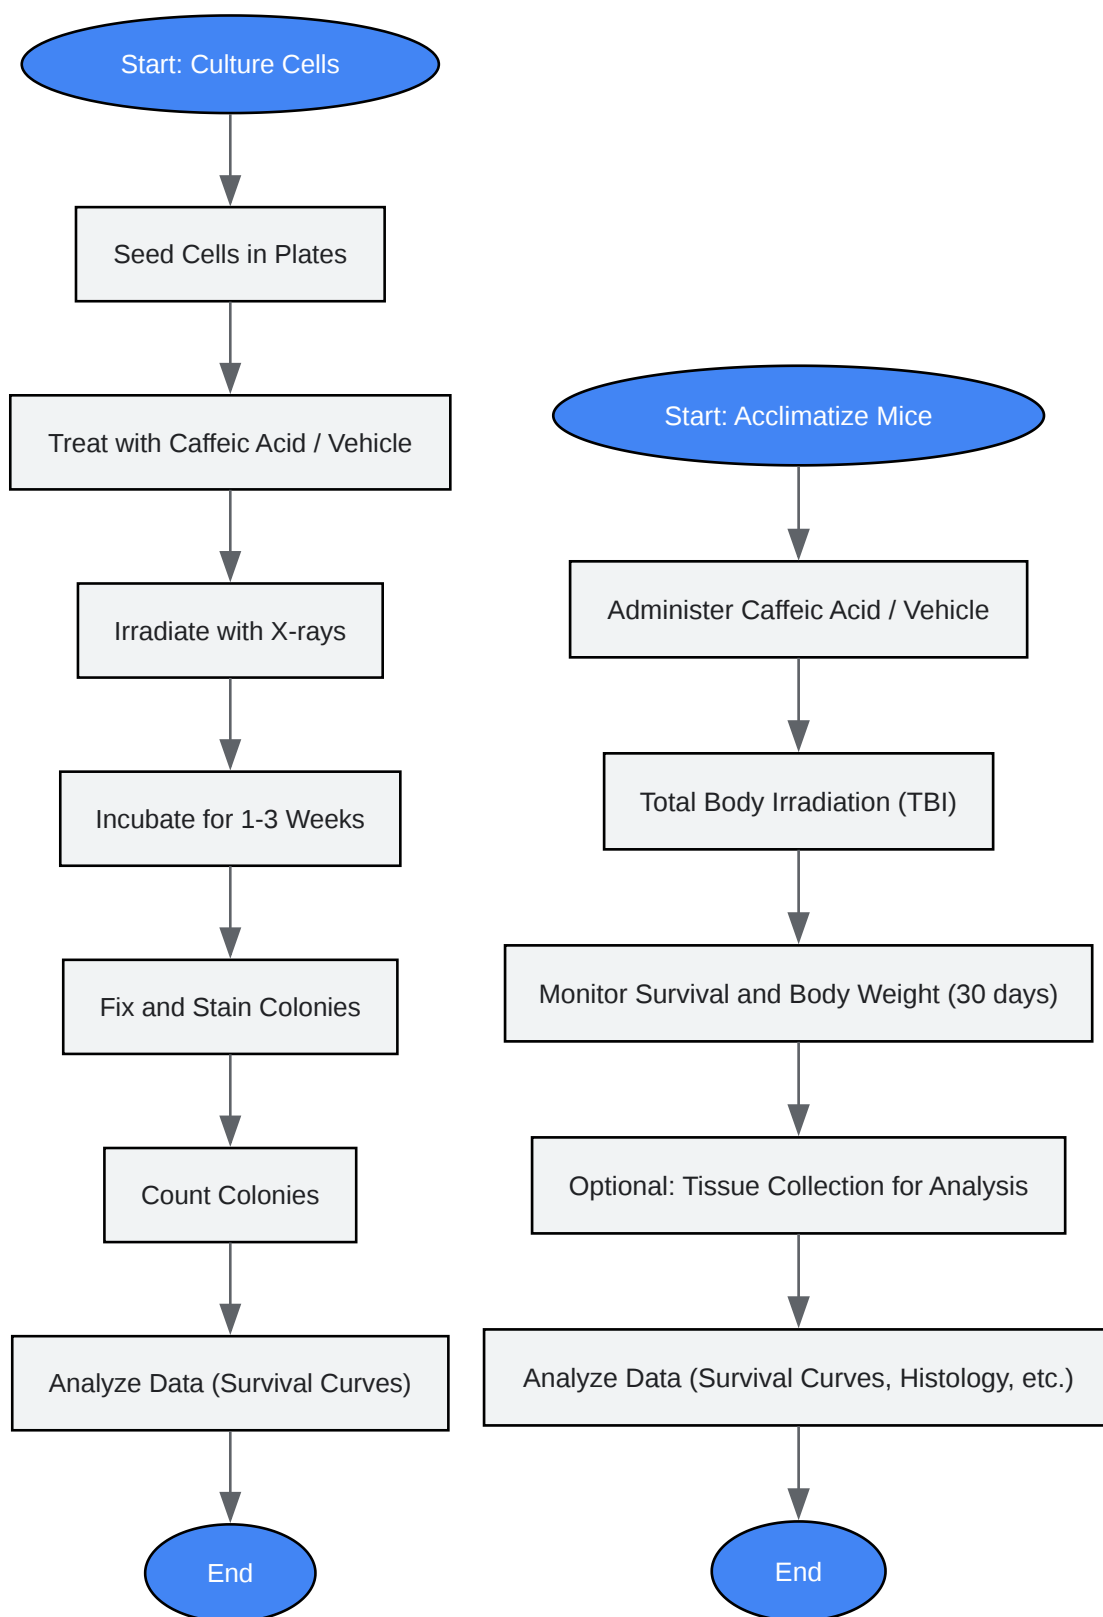 Start: Culture Cells
Seed Cells in Plates
Treat with Caffeic Acid / Vehicle
Irradiate with X-rays
Incubate for 1-3 Weeks
Fix and Stain Colonies
Count Colonies
Analyze Data (Survival Curves)
End
Start: Acclimatize Mice
Administer Caffeic Acid / Vehicle
Total Body Irradiation (TBI)
Monitor Survival and Body Weight (30 days)
Optional: Tissue Collection for Analysis
Analyze Data (Survival Curves, Histology, etc.)
End